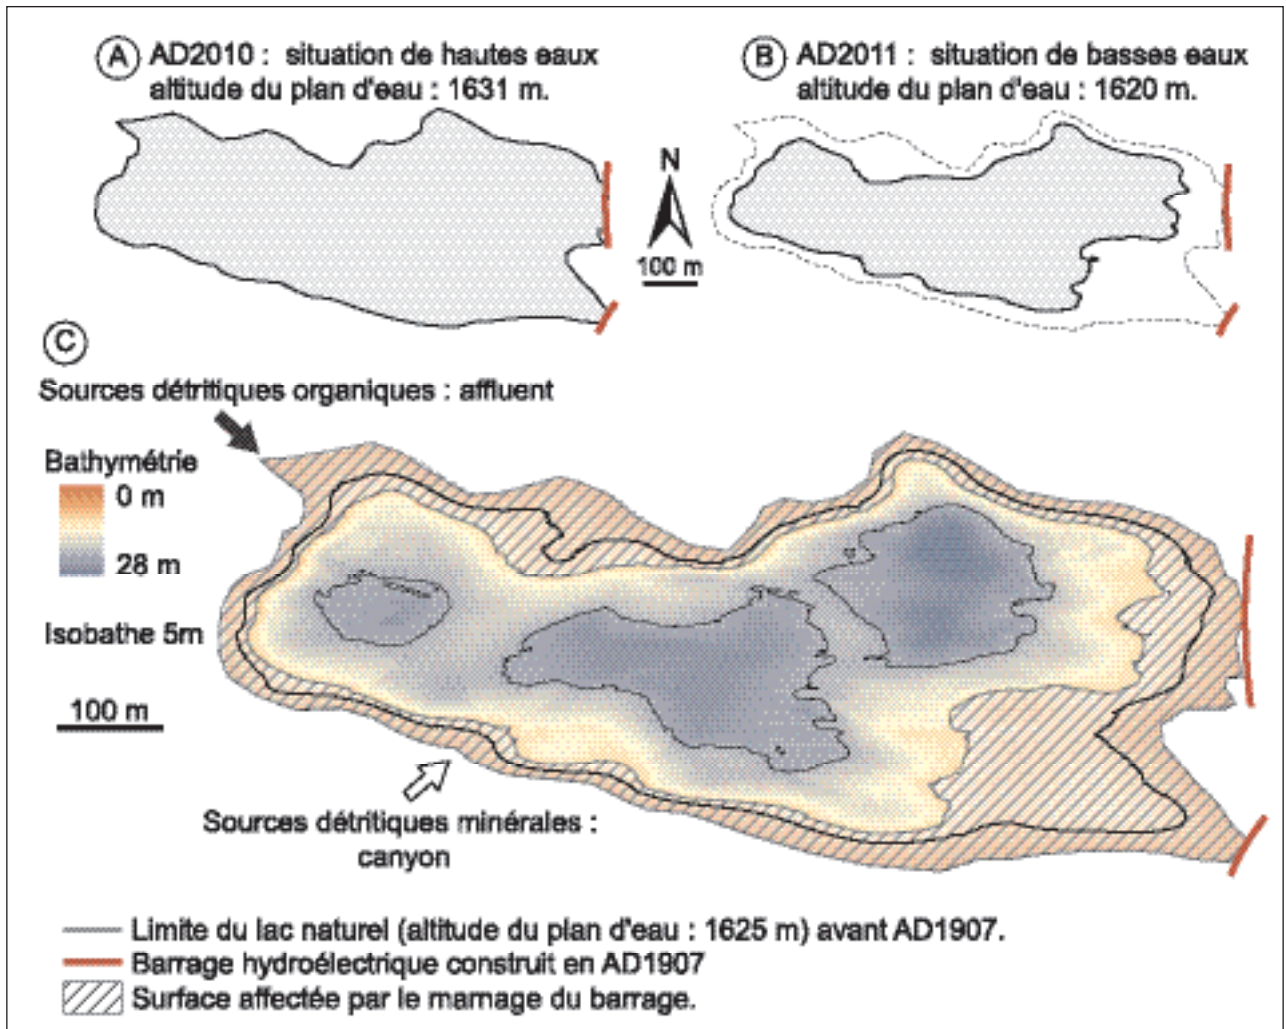 A AD2010 : situation de hautes eaux
altitude du plan d'eau : 1631 m.
B AD2011 : situation de basses eaux
altitude du plan d'eau : 1620 m.
N
100 m
C
Sources détritiques organiques : affluent
Bathymétrie
0 m
28 m
Isobathe 5m
100 m
Sources détritiques minérales :
canyon
Limite du lac naturel (altitude du plan d'eau : 1625 m) avant AD1907.
Barrage hydroélectrique construit en AD1907
Surface affectée par le marnage du barrage.